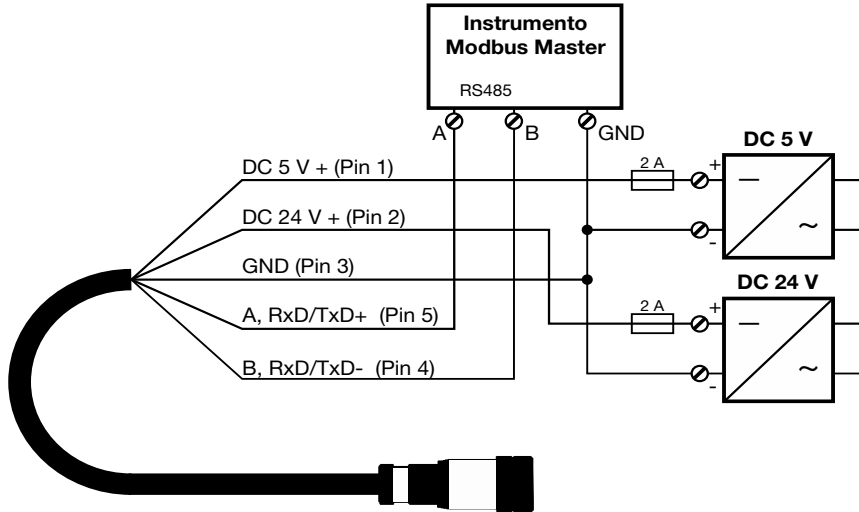 Instrumento
Modbus Master
RS485
A
B
GND
DC 5 V
DC 5 V + (Pin 1)
2 A
+
-
DC 24 V + (Pin 2)
GND (Pin 3)
DC 24 V
A, RxD/TxD+ (Pin 5)
2 A
+
-
B, RxD/TxD- (Pin 4)